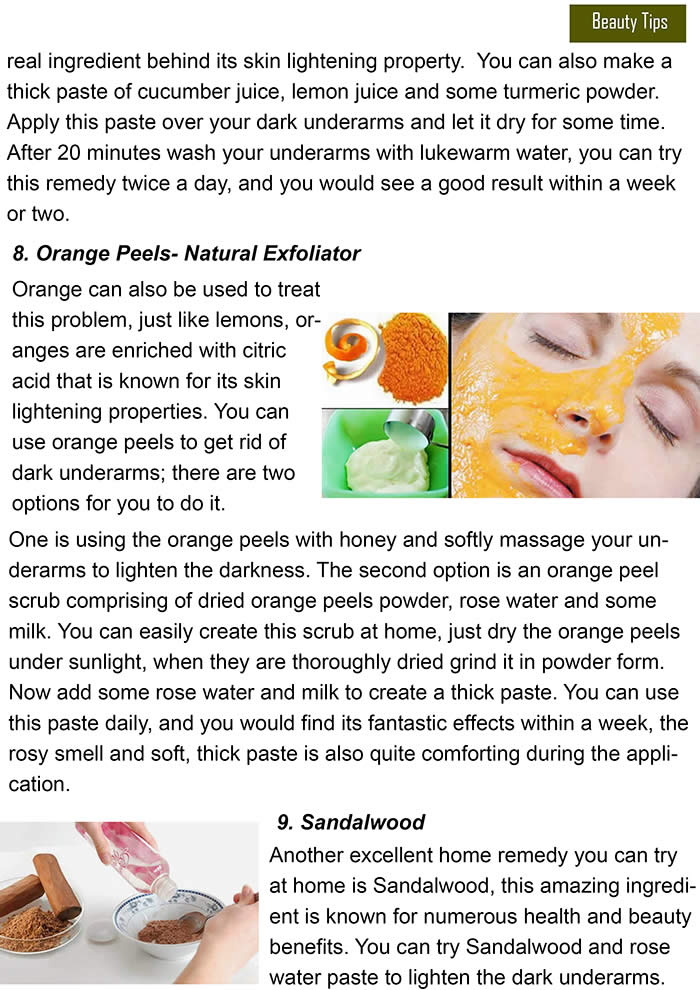 Beauty Tips
real ingredient behind its skin lightening property.  You can also make a
thick paste of cucumber juice, lemon juice and some turmeric powder.
Apply this paste over your dark underarms and let it dry for some time.
After 20 minutes wash your underarms with lukewarm water, you can try
this remedy twice a day, and you would see a good result within a week
or two.
8. Orange Peels- Natural Exfoliator
Orange can also be used to treat
this problem, just like lemons, or-
anges are enriched with citric
acid that is known for its skin
lightening properties. You can
use orange peels to get rid of
dark underarms; there are two
options for you to do it.
One is using the orange peels with honey and softly massage your un-
derarms to lighten the darkness. The second option is an orange peel
scrub comprising of dried orange peels powder, rose water and some
milk. You can easily create this scrub at home, just dry the orange peels
under sunlight, when they are thoroughly dried grind it in powder form.
Now add some rose water and milk to create a thick paste. You can use
this paste daily, and you would find its fantastic effects within a week, the
rosy smell and soft, thick paste is also quite comforting during the appli-
cation.
9. Sandalwood
Another excellent home remedy you can try
at home is Sandalwood, this amazing ingredi-
ent is known for numerous health and beauty
benefits. You can try Sandalwood and rose
water paste to lighten the dark underarms.